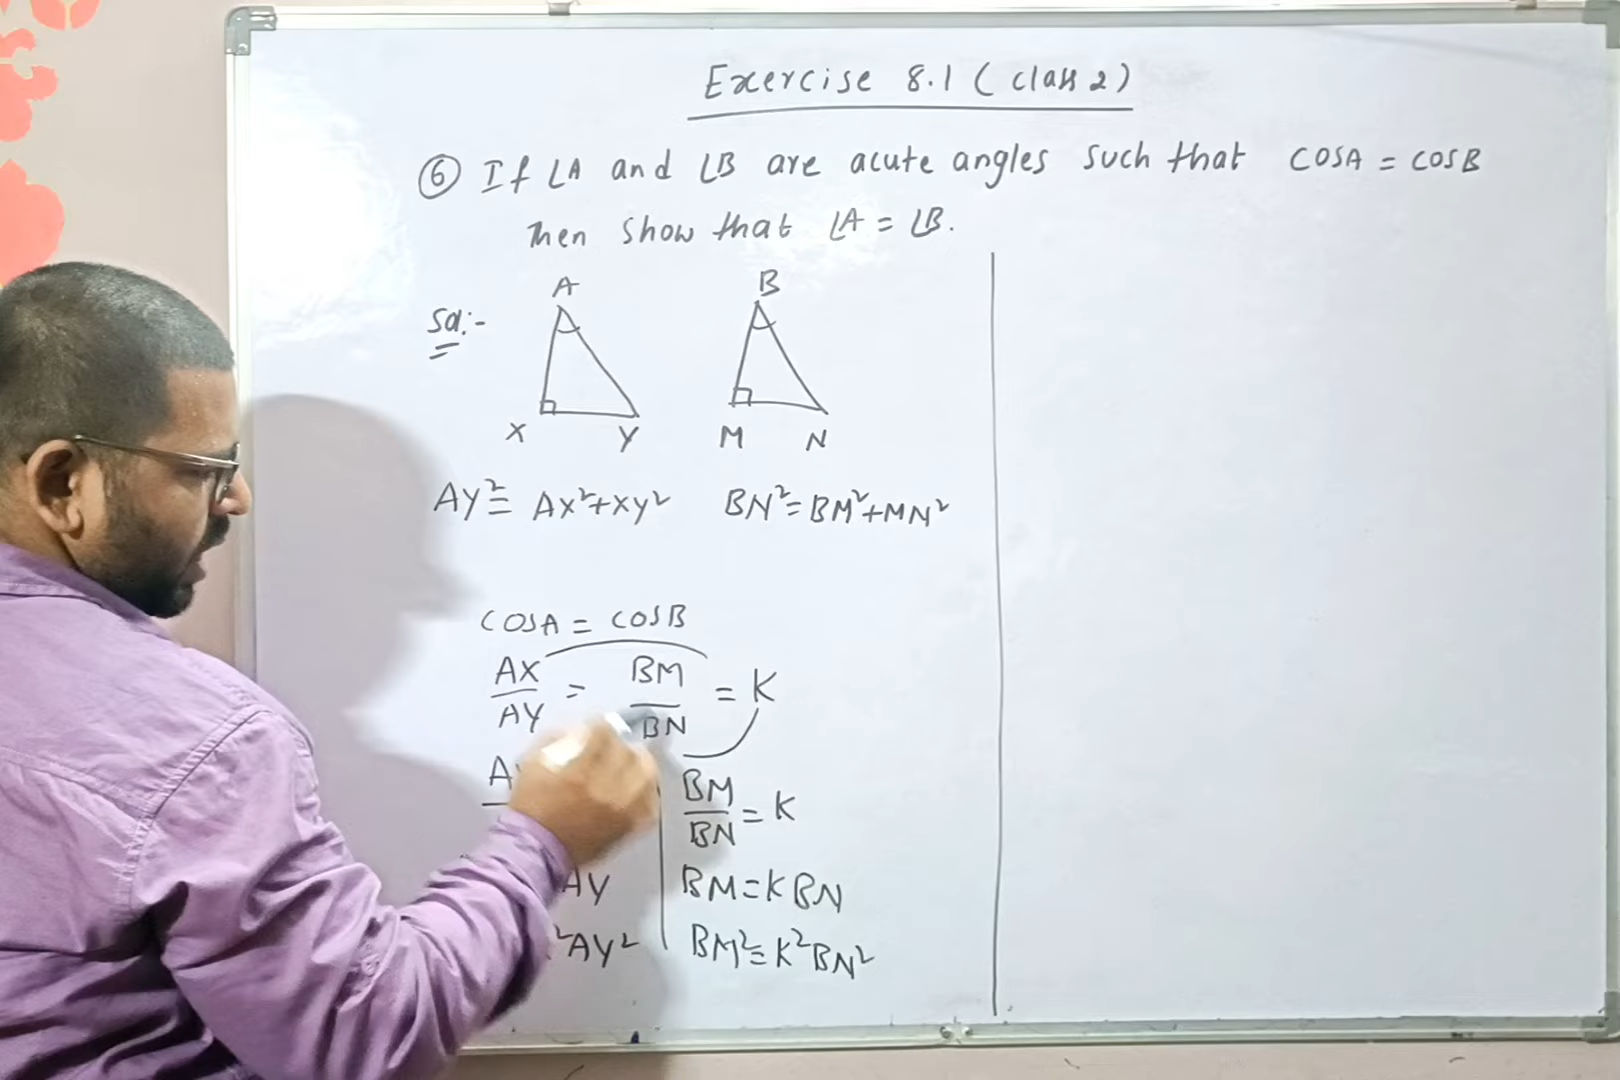 Exercise 8.1 (class 2)
⑥ If ∠A and ∠B are acute angles such that COSA = COSB
Then show that ∠A = ∠B.
A B
Sol:-
X Y M N
AY² = AX²+XY² BN² = BM²+MN²
COSA = COSB
AX/AY = BM/BN = K
BM/BN = K
AY BM = K BN
²AY² BM² = K²BN²